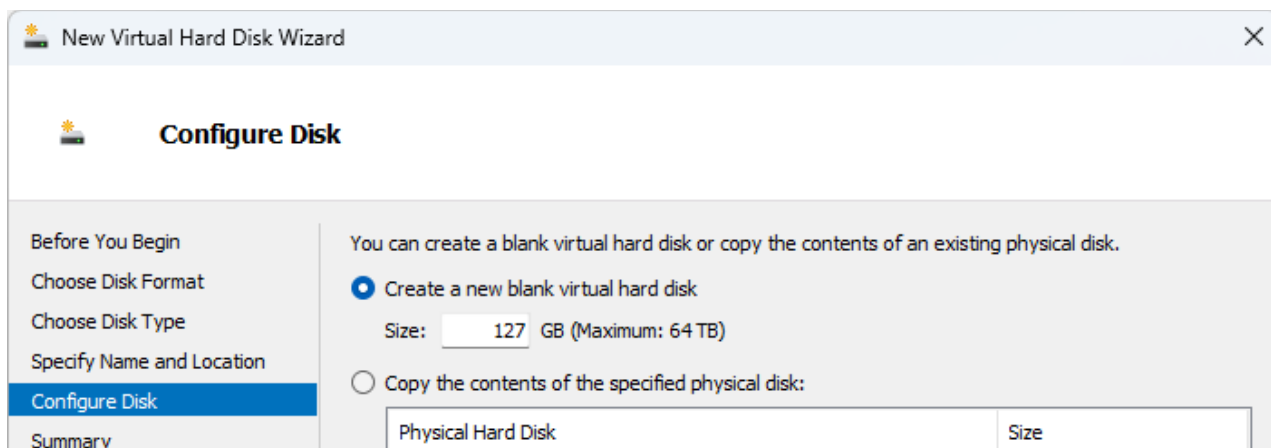 New Virtual Hard Disk Wizard
Configure Disk
Before You Begin
Choose Disk Format
Choose Disk Type
Specify Name and Location
Configure Disk
Summary
You can create a blank virtual hard disk or copy the contents of an existing physical disk.
Create a new blank virtual hard disk
Size: 127 GB (Maximum: 64 TB)
Copy the contents of the specified physical disk:
Physical Hard Disk Size